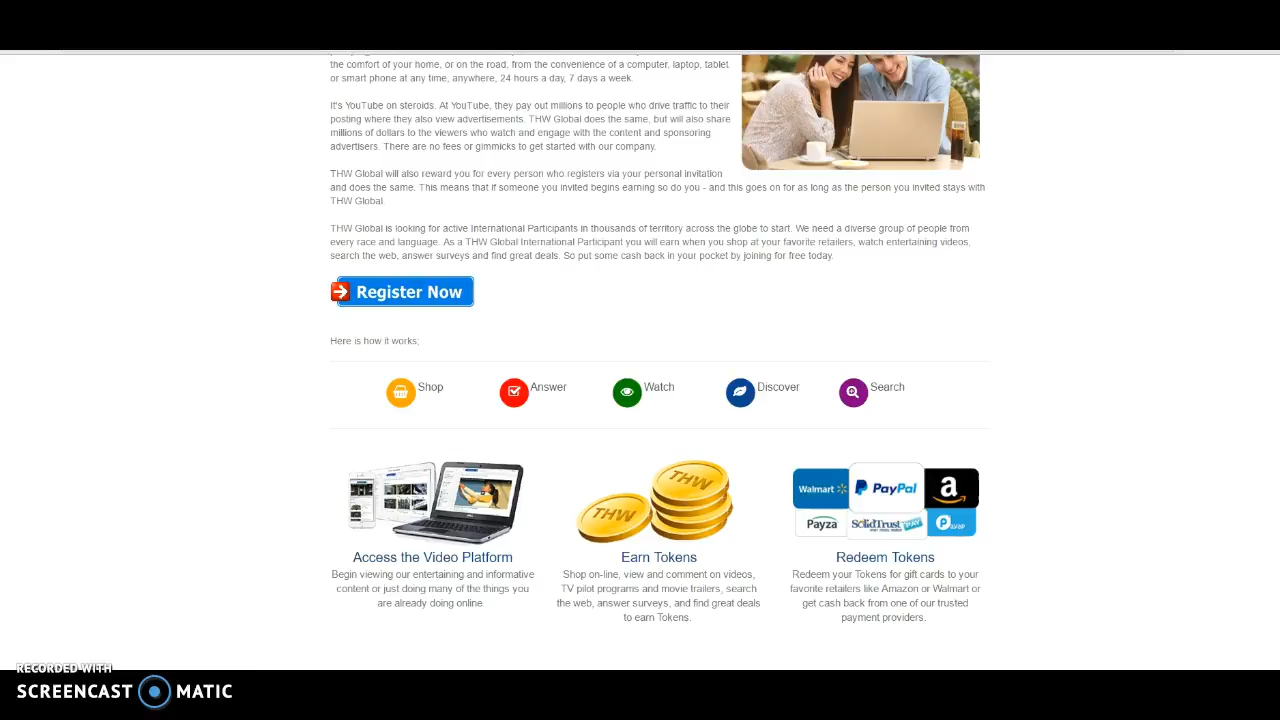 the comfort of your home, or on the road, from the convenience of a computer, laptop, tablet
or smart phone at any time, anywhere, 24 hours a day, 7 days a week.
It's YouTube on steroids. At YouTube, they pay out millions to people who drive traffic to their
posting where they also view advertisements. THW Global does the same, but will also share
millions of dollars to the viewers who watch and engage with the content and sponsoring
advertisers. There are no fees or gimmicks to get started with our company.
THW Global will also reward you for every person who registers via your personal invitation
and does the same. This means that if someone you invited begins earning so do you - and this goes on for as long as the person you invited stays with
THW Global.
THW Global is looking for active International Participants in thousands of territory across the globe to start. We need a diverse group of people from
every race and language. As a THW Global International Participant you will earn when you shop at your favorite retailers, watch entertaining videos,
search the web, answer surveys and find great deals. So put some cash back in your pocket by joining for free today.
Register Now
Here is how it works;
Shop Answer Watch Discover Search
THW
THW
Walmart PayPal a
Payza SolidTrust PAY Payeer
Access the Video Platform Earn Tokens Redeem Tokens
Begin viewing our entertaining and informative
content or just doing many of the things you
are already doing online.
Shop on-line, view and comment on videos,
TV pilot programs and movie trailers, search
the web, answer surveys, and find great deals
to earn Tokens.
Redeem your Tokens for gift cards to your
favorite retailers like Amazon or Walmart or
get cash back from one of our trusted
payment providers.
RECORDED WITH
SCREENCAST MATIC